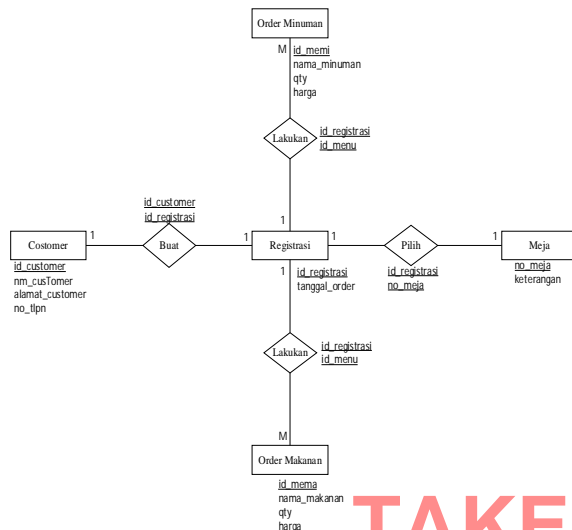 Order Minuman
M
id_memi
nama_minuman
qty
harga
Lakukan
id_registrasi
id_menu
1
id_customer
id_registrasi
Costomer
1
Buat
1
Registrasi
1
Pilih
1
Meja
id_customer
nm_cusTomer
alamat_customer
no_tlpn
1
id_registrasi
tanggal_order
id_registrasi
no_meja
no_meja
keterangan
Lakukan
id_registrasi
id_menu
M
Order Makanan
id_mema
nama_makanan
qty
harga
TAKE